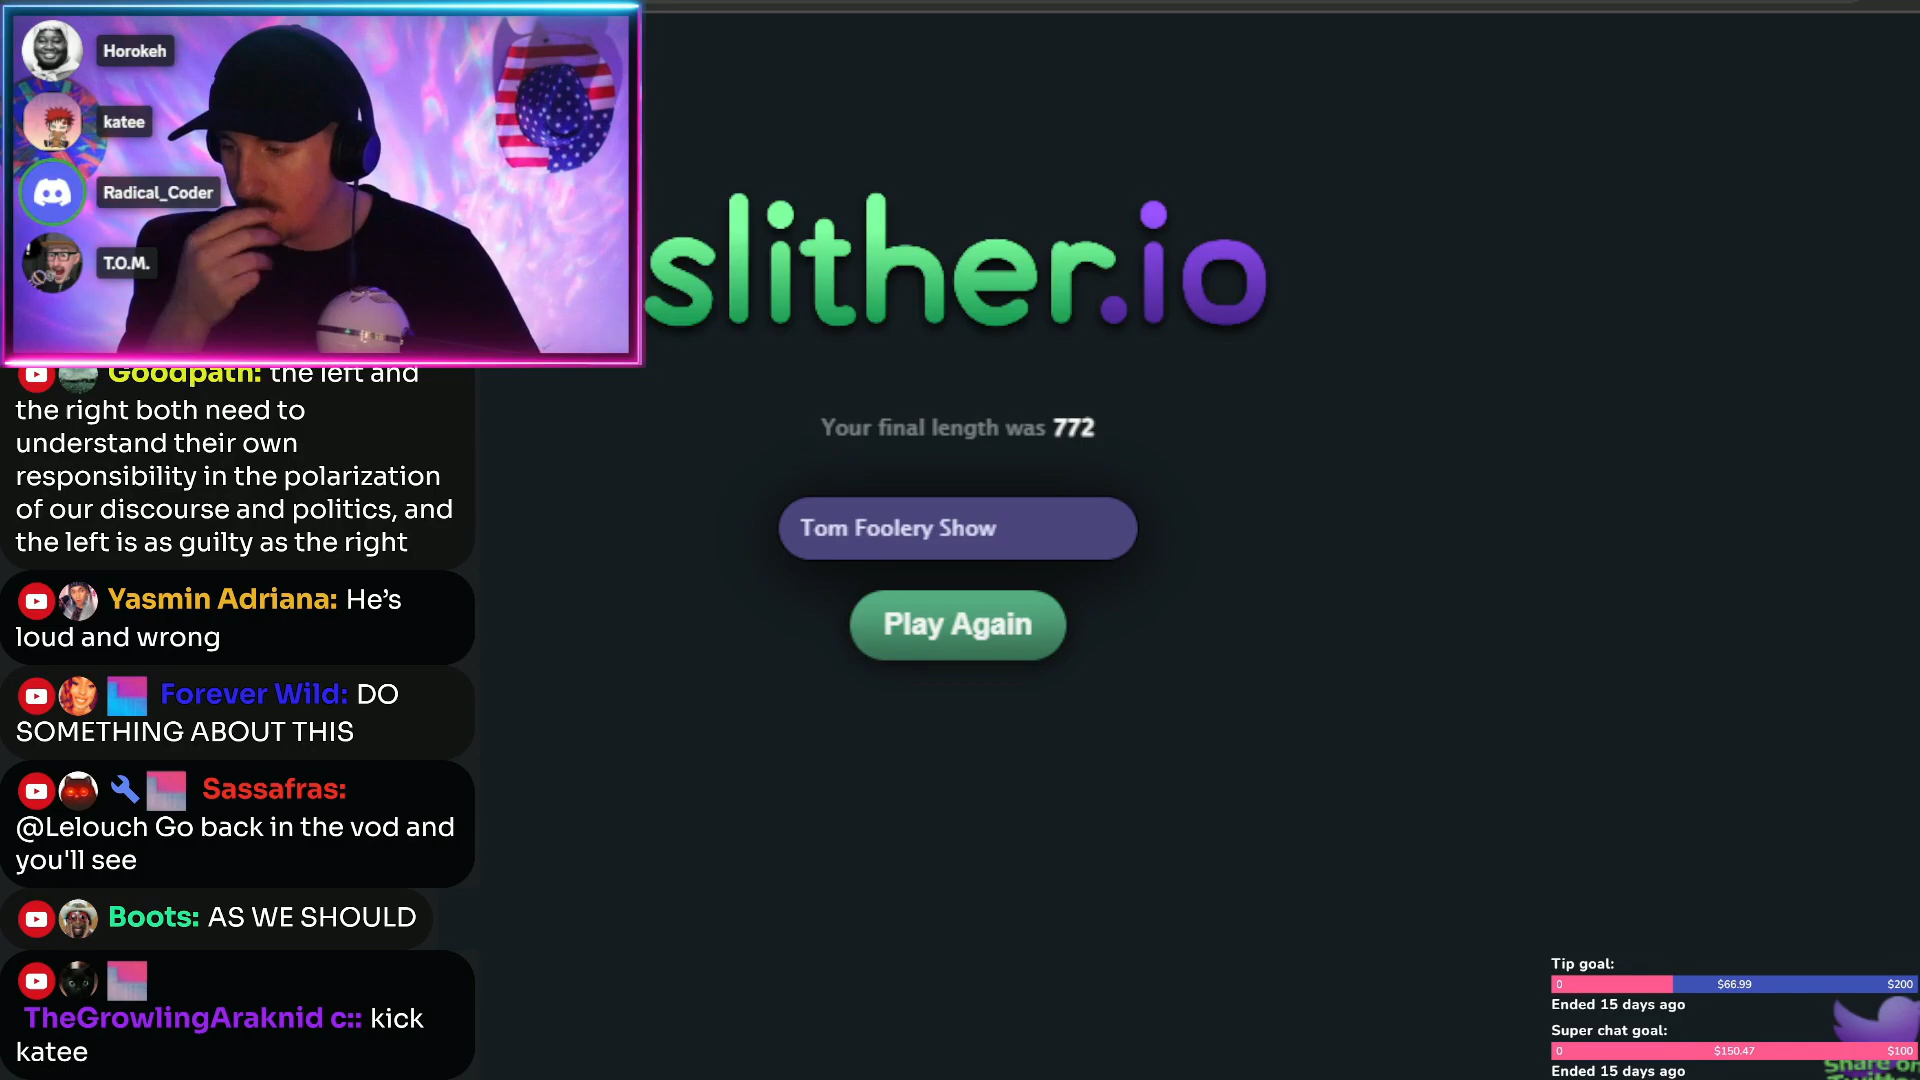 Horokeh
katee
Radical_Coder
T.O.M.
slither.io
Your final length was 772
Tom Foolery Show
Play Again
Goodpath: the left and
the right both need to
understand their own
responsibility in the polarization
of our discourse and politics, and
the left is as guilty as the right
Yasmin Adriana: He’s
loud and wrong
Forever Wild: DO
SOMETHING ABOUT THIS
Sassafras:
@Lelouch Go back in the vod and
you'll see
Boots: AS WE SHOULD
TheGrowlingAraknid c:: kick
katee
Tip goal:
0 $66.99 $200
Ended 15 days ago
Super chat goal:
0 $150.47 $100
Ended 15 days ago
Share on